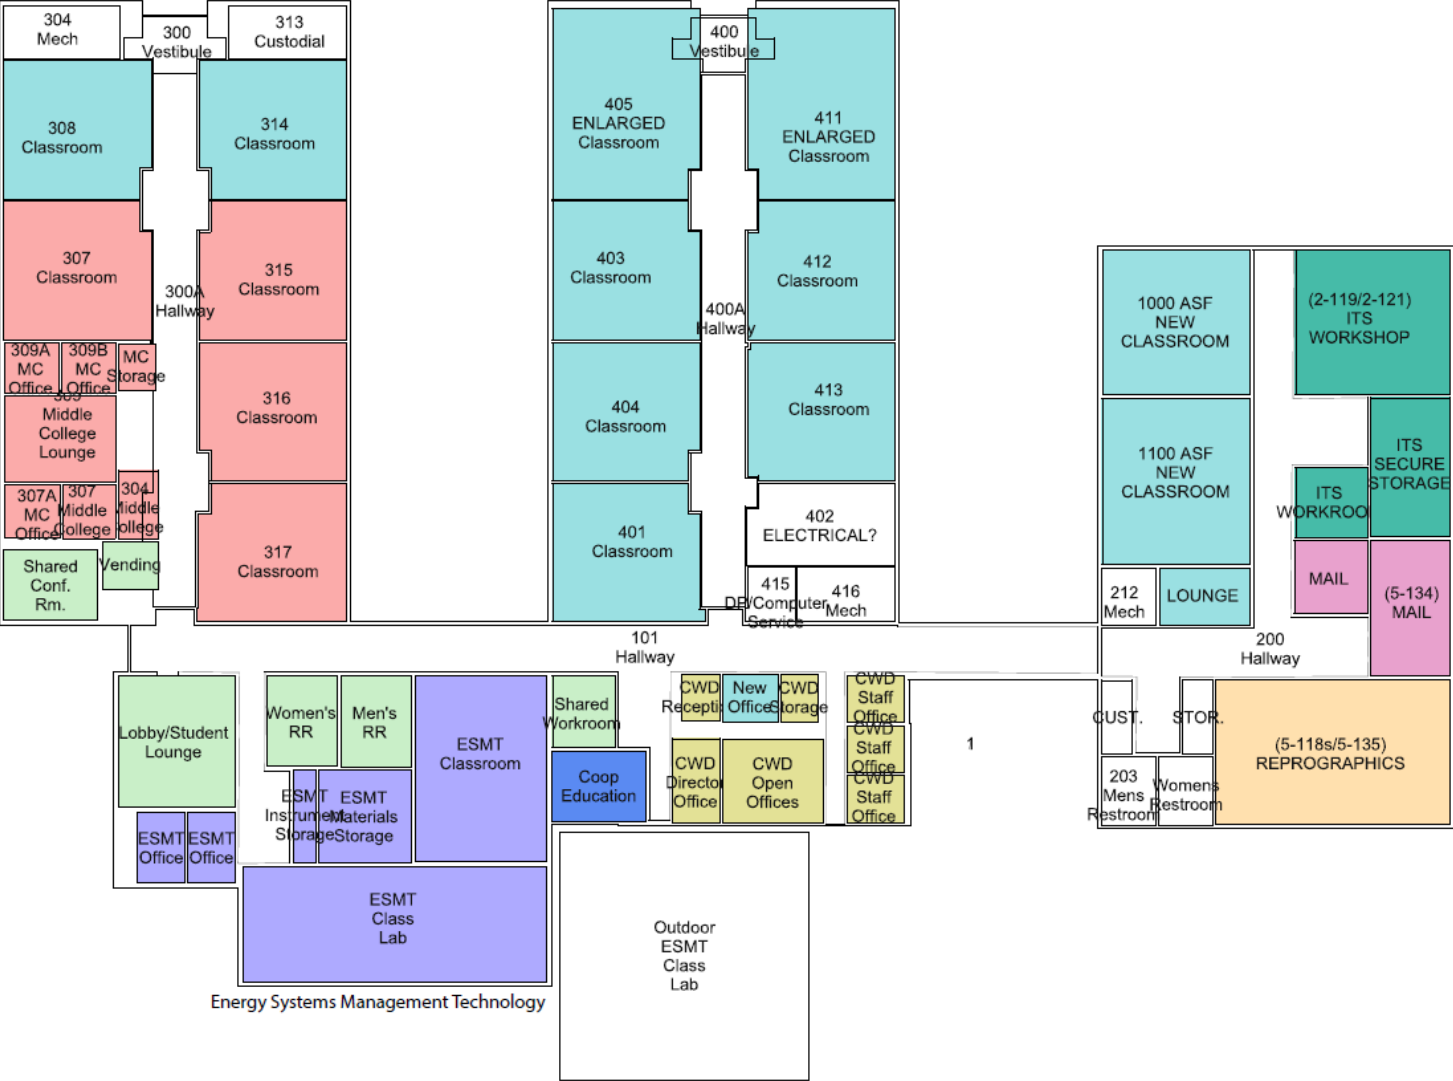 304
Mech
300
Vestibule
313
Custodial
308
Classroom
314
Classroom
307
Classroom
315
Classroom
300A
Hallway
309A
MC
Office
309B
MC
Office
MC
Storage
309
Middle
College
Lounge
316
Classroom
307A
MC
Office
307
Middle
College
304
Middle
College
317
Classroom
Shared
Conf.
Rm.
Vending
400
Vestibule
405
ENLARGED
Classroom
411
ENLARGED
Classroom
403
Classroom
412
Classroom
400A
Hallway
404
Classroom
413
Classroom
401
Classroom
402
ELECTRICAL?
415
DP/Computer
Service
416
Mech
1000 ASF
NEW
CLASSROOM
(2-119/2-121)
ITS
WORKSHOP
1100 ASF
NEW
CLASSROOM
ITS
SECURE
STORAGE
ITS
WORKROO
212
Mech
LOUNGE
MAIL
(5-134)
MAIL
101
Hallway
200
Hallway
Lobby/Student
Lounge
Women's
RR
Men's
RR
ESMT
Classroom
Shared
Workroom
CWD
Recepti
New
Office
CWD
Storage
CWD
Staff
Office
CWD
Staff
Office
CWD
Staff
Office
1
CUST.
STOR.
(5-118s/5-135)
REPROGRAPHICS
ESMT
Office
ESMT
Office
ESMT
Instrument
Storage
ESMT
Materials
Storage
Coop
Education
CWD
Director
Office
CWD
Open
Offices
203
Mens
Restroom
Womens
Restroom
ESMT
Class
Lab
Outdoor
ESMT
Class
Lab
Energy Systems Management Technology